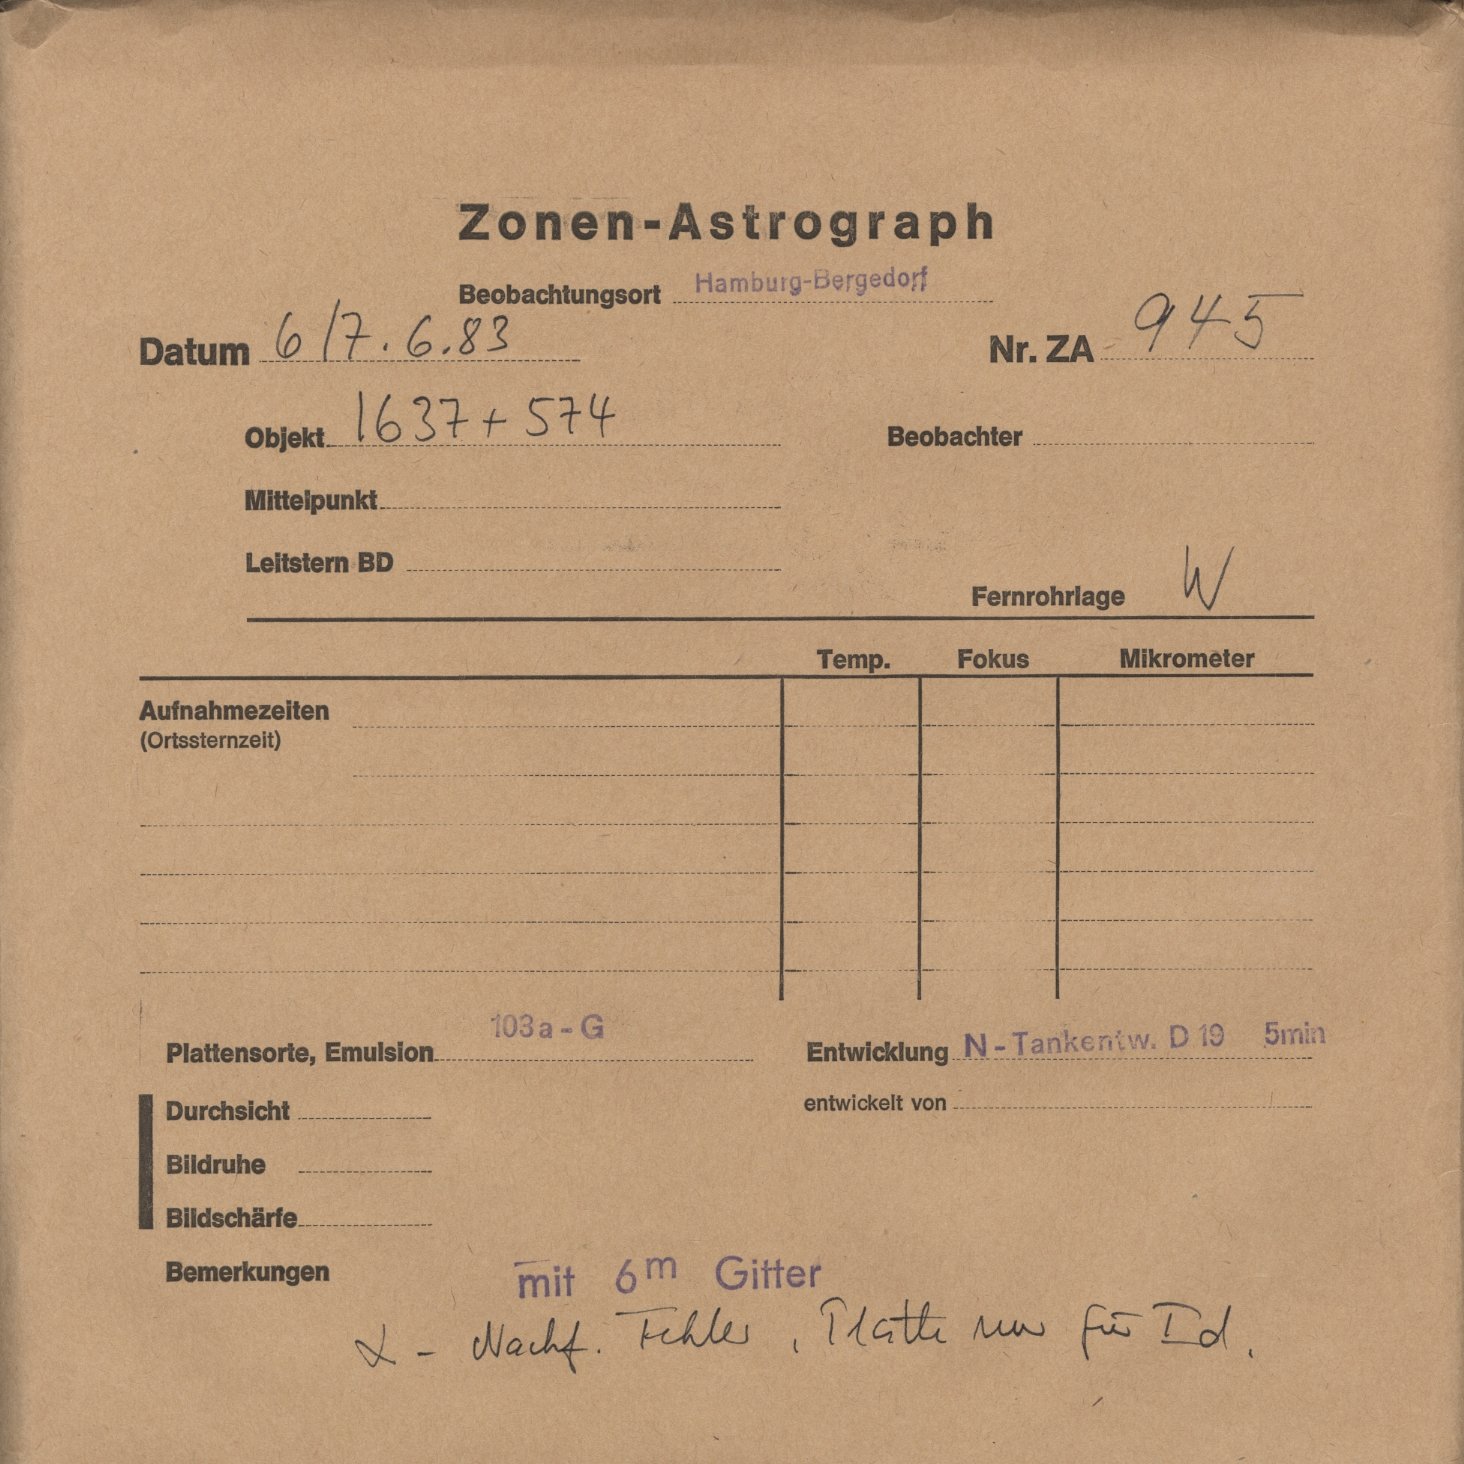 Zonen-Astrograph
Beobachtungsort Hamburg-Bergedorf
Datum 6/7.6.83 Nr. ZA 945
Objekt 1637+574 Beobachter
Mittelpunkt
Leitstern BD
Fernrohrlage W
Temp. Fokus Mikrometer
Aufnahmezeiten
(Ortssternzeit)
Plattensorte, Emulsion 103a-G Entwicklung N-Tankentw. D 19 5min
Durchsicht entwickelt von
Bildruhe
Bildschärfe
Bemerkungen mit 6m Gitter
α - Nachf. Fehler, Platte nur für Id.